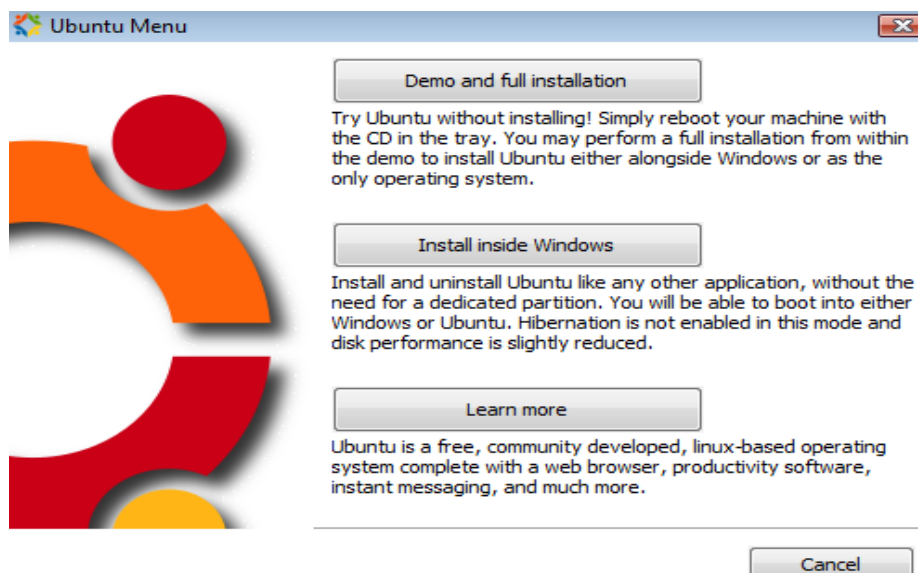 Ubuntu Menu
Demo and full installation
Try Ubuntu without installing! Simply reboot your machine with
the CD in the tray. You may perform a full installation from within
the demo to install Ubuntu either alongside Windows or as the
only operating system.
Install inside Windows
Install and uninstall Ubuntu like any other application, without the
need for a dedicated partition. You will be able to boot into either
Windows or Ubuntu. Hibernation is not enabled in this mode and
disk performance is slightly reduced.
Learn more
Ubuntu is a free, community developed, linux-based operating
system complete with a web browser, productivity software,
instant messaging, and much more.
Cancel